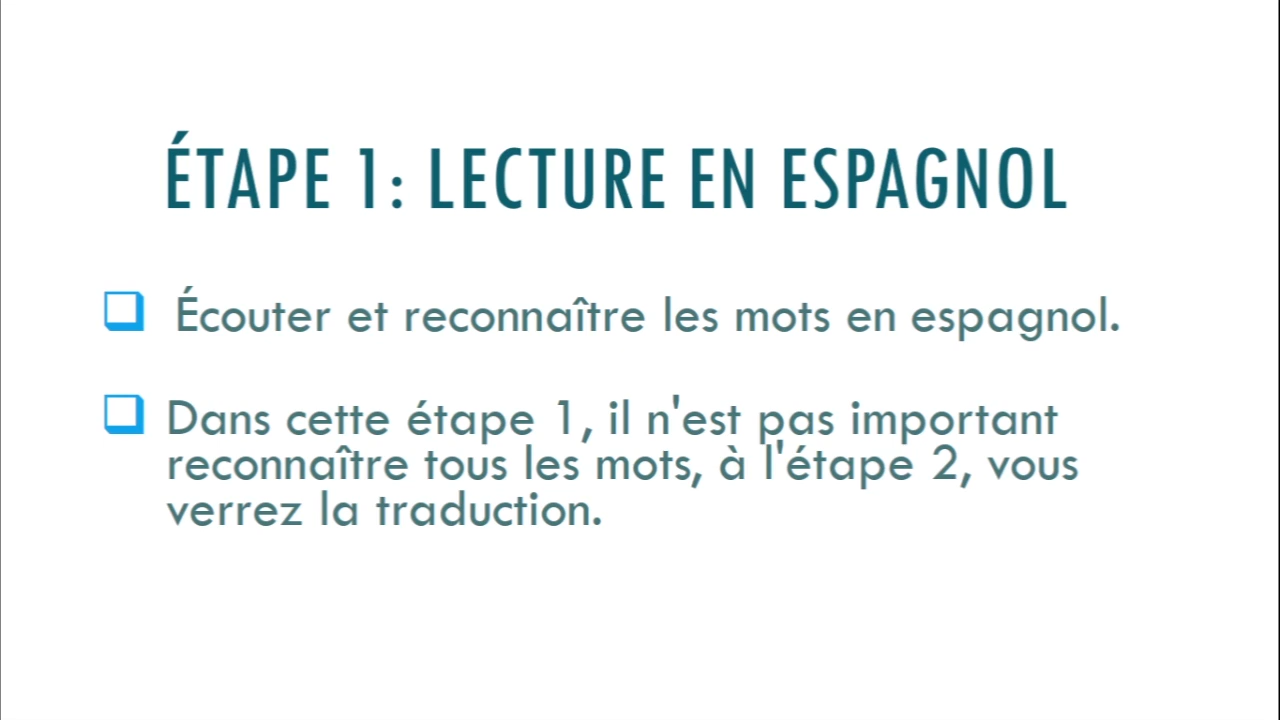 ÉTAPE 1: LECTURE EN ESPAGNOL
Écouter et reconnaître les mots en espagnol.
Dans cette étape 1, il n'est pas important
reconnaître tous les mots, à l'étape 2, vous
verrez la traduction.